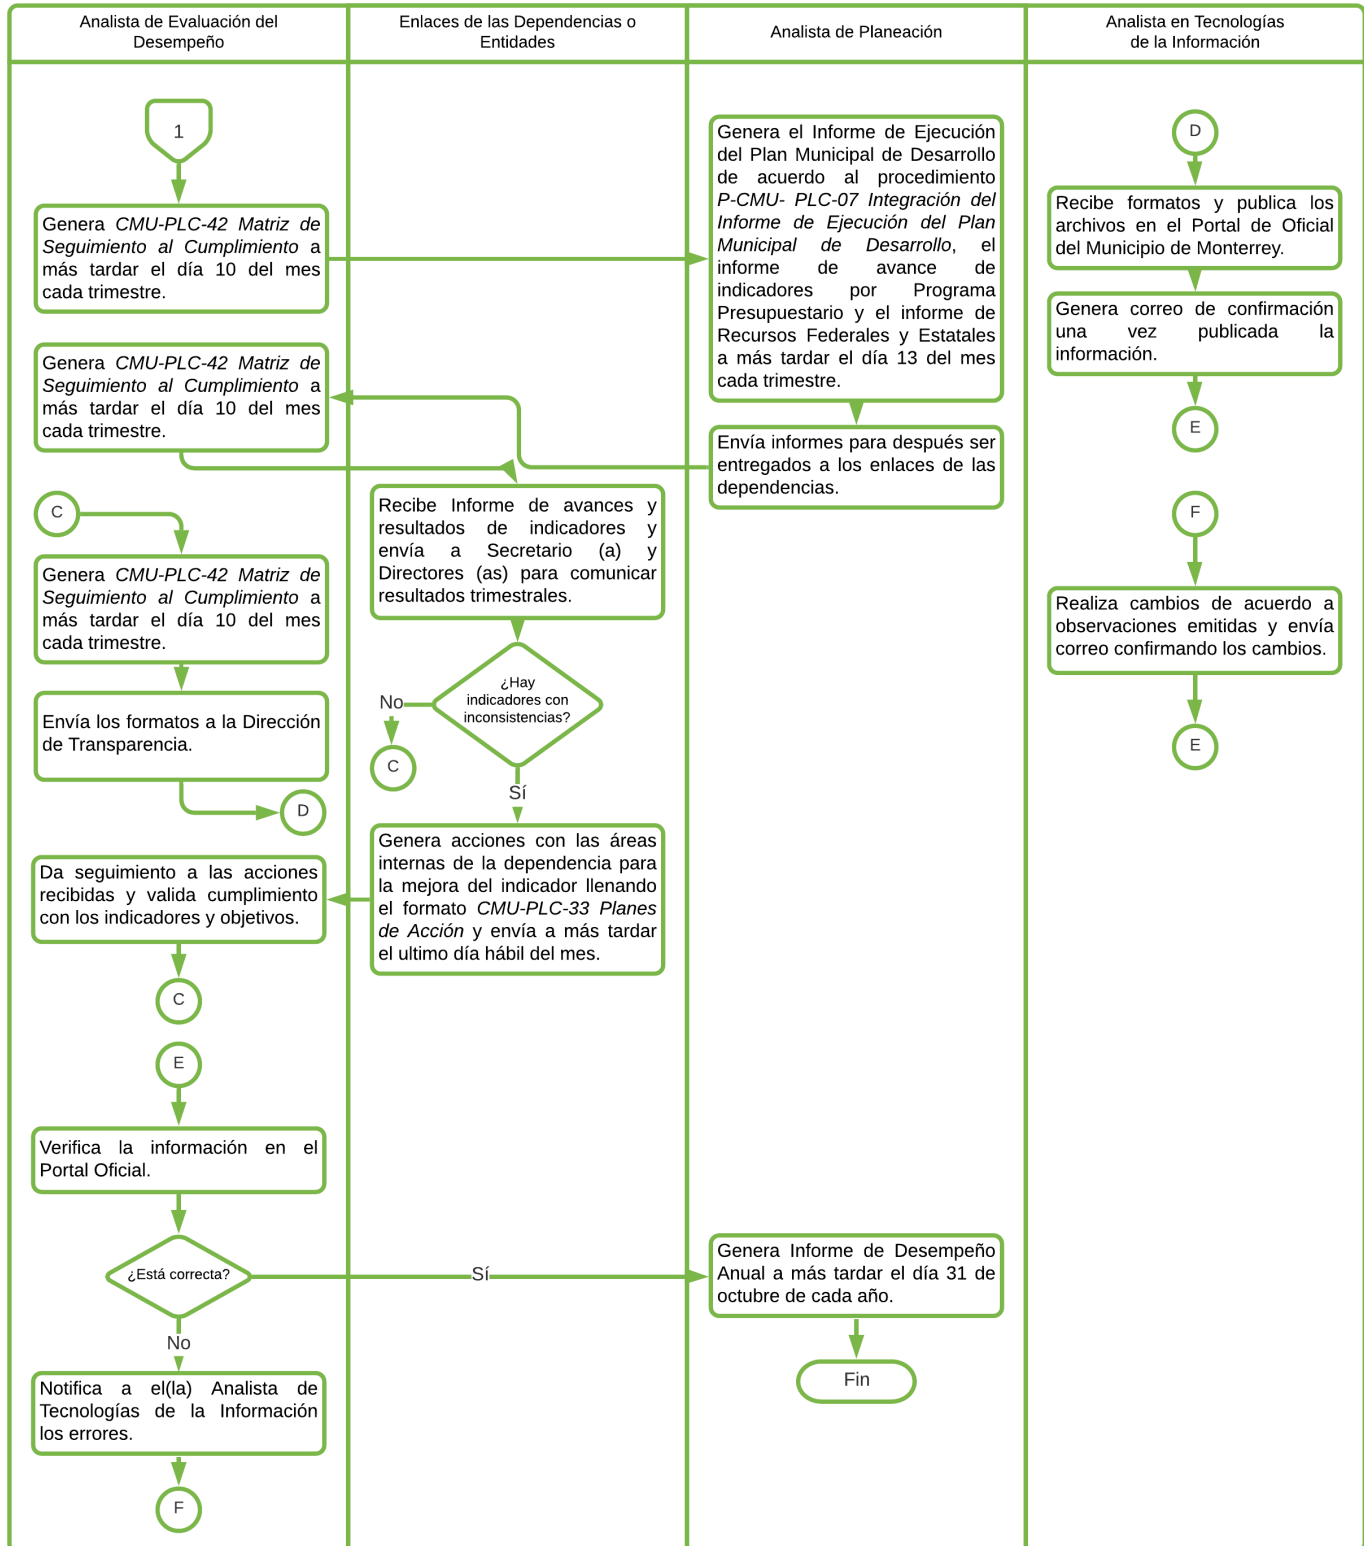 Analista de Evaluación del
Desempeño
Enlaces de las Dependencias o
Entidades
Analista de Planeación
Analista en Tecnologías
de la Información
1
Genera CMU-PLC-42 Matriz de
Seguimiento al Cumplimiento a
más tardar el día 10 del mes
cada trimestre.
Genera CMU-PLC-42 Matriz de
Seguimiento al Cumplimiento a
más tardar el día 10 del mes
cada trimestre.
C
Genera CMU-PLC-42 Matriz de
Seguimiento al Cumplimiento a
más tardar el día 10 del mes
cada trimestre.
Envía los formatos a la Dirección
de Transparencia.
D
Da seguimiento a las acciones
recibidas y valida cumplimiento
con los indicadores y objetivos.
C
E
Verifica la información en el
Portal Oficial.
¿Está correcta?
Sí
No
Notifica a el(la) Analista de
Tecnologías de la Información
los errores.
F
Recibe Informe de avances y
resultados de indicadores y
envía a Secretario (a) y
Directores (as) para comunicar
resultados trimestrales.
¿Hay
indicadores con
inconsistencias?
No
C
Sí
Genera acciones con las áreas
internas de la dependencia para
la mejora del indicador llenando
el formato CMU-PLC-33 Planes
de Acción y envía a más tardar
el ultimo día hábil del mes.
Genera el Informe de Ejecución
del Plan Municipal de Desarrollo
de acuerdo al procedimiento
P-CMU- PLC-07 Integración del
Informe de Ejecución del Plan
Municipal de Desarrollo, el
informe de avance de
indicadores por Programa
Presupuestario y el informe de
Recursos Federales y Estatales
a más tardar el día 13 del mes
cada trimestre.
Envía informes para después ser
entregados a los enlaces de las
dependencias.
Genera Informe de Desempeño
Anual a más tardar el día 31 de
octubre de cada año.
Fin
D
Recibe formatos y publica los
archivos en el Portal de Oficial
del Municipio de Monterrey.
Genera correo de confirmación
una vez publicada la
información.
E
F
Realiza cambios de acuerdo a
observaciones emitidas y envía
correo confirmando los cambios.
E